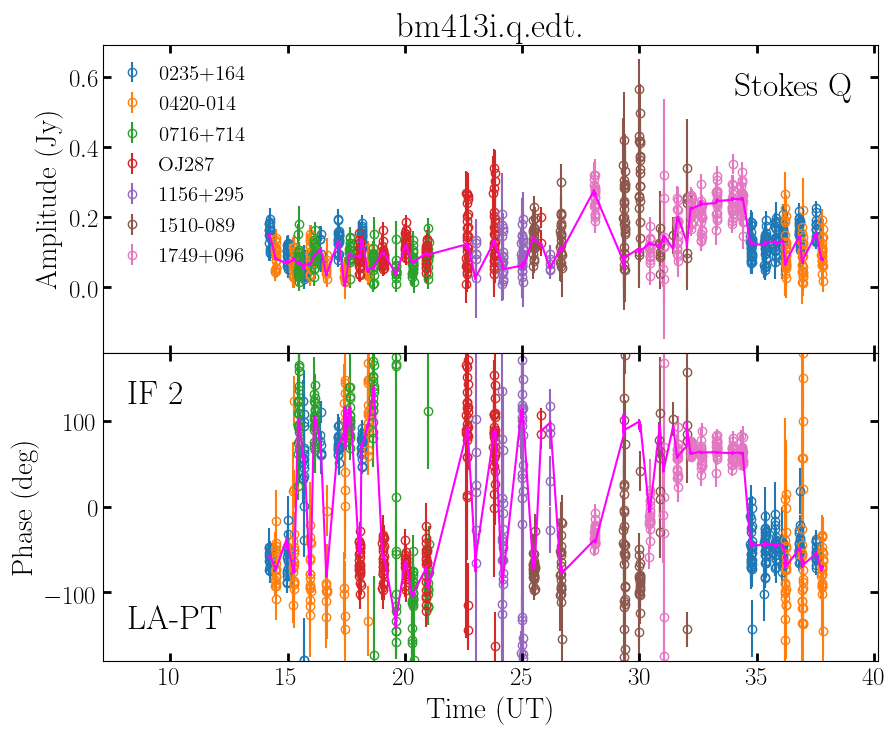 bm413i.q.edt.
Amplitude (Jy)
0.6
0.4
0.2
0.0
0235+164
0420-014
0716+714
OJ287
1156+295
1510-089
1749+096
Stokes Q
Phase (deg)
100
0
−100
IF 2
LA-PT
10 15 20 25 30 35 40
Time (UT)